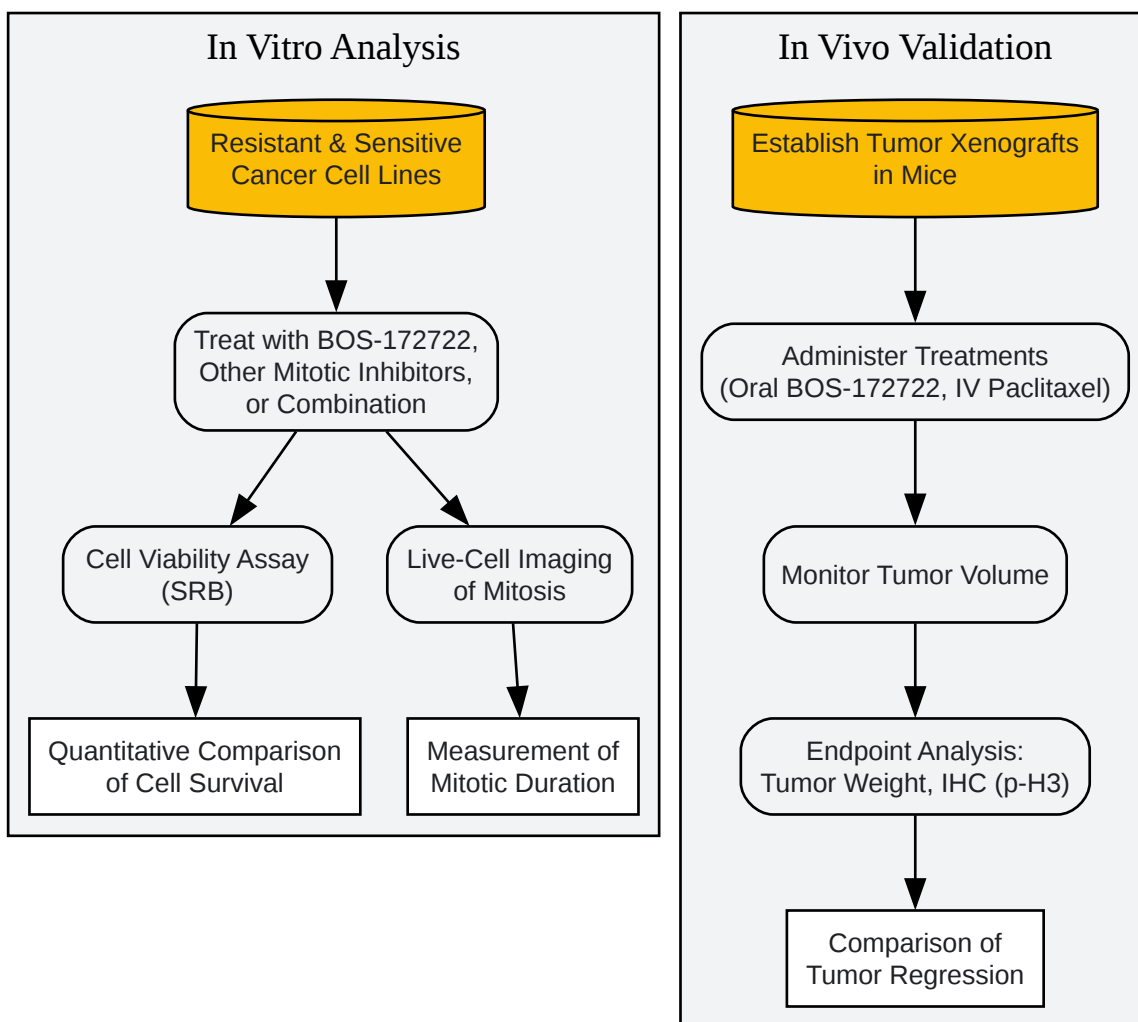 In Vitro Analysis
Resistant & Sensitive
Cancer Cell Lines
Treat with BOS-172722,
Other Mitotic Inhibitors,
or Combination
Cell Viability Assay
(SRB)
Live-Cell Imaging
of Mitosis
Quantitative Comparison
of Cell Survival
Measurement of
Mitotic Duration
In Vivo Validation
Establish Tumor Xenografts
in Mice
Administer Treatments
(Oral BOS-172722, IV Paclitaxel)
Monitor Tumor Volume
Endpoint Analysis:
Tumor Weight, IHC (p-H3)
Comparison of
Tumor Regression